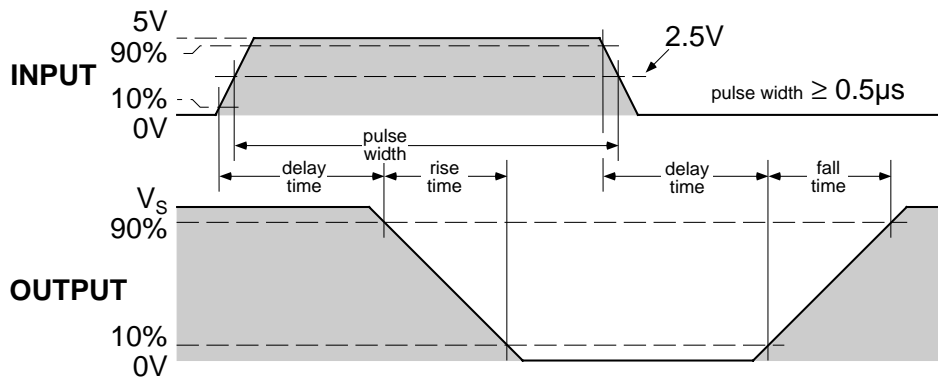 5V
90%
2.5V
INPUT
pulse width ≥ 0.5µs
10%
0V
pulse
width
delay
time
rise
time
delay
time
fall
time
VS
90%
OUTPUT
10%
0V